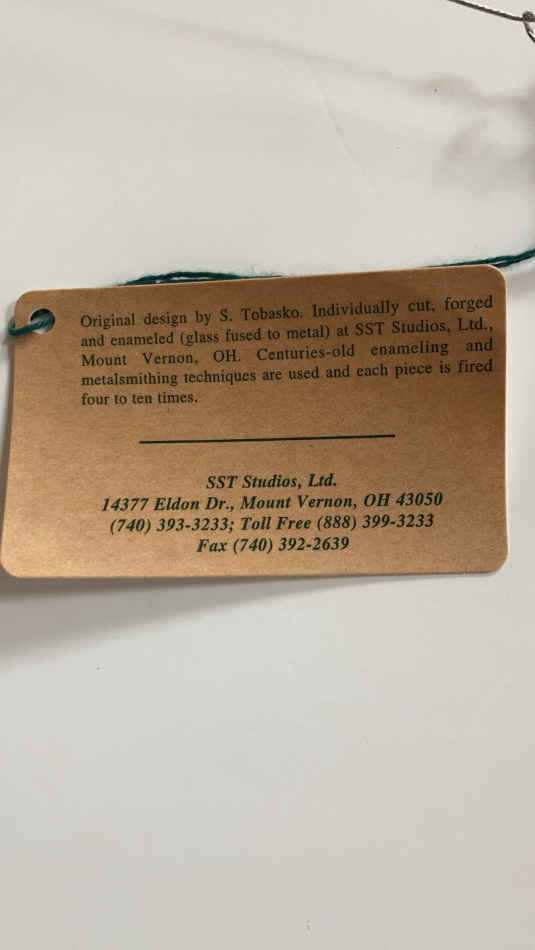 Original design by S. Tobasko. Individually cut, forged
and enameled (glass fused to metal) at SST Studios, Ltd.,
Mount Vernon, OH. Centuries-old enameling and
metalsmithing techniques are used and each piece is fired
four to ten times.
SST Studios, Ltd.
14377 Eldon Dr., Mount Vernon, OH 43050
(740) 393-3233; Toll Free (888) 399-3233
Fax (740) 392-2639